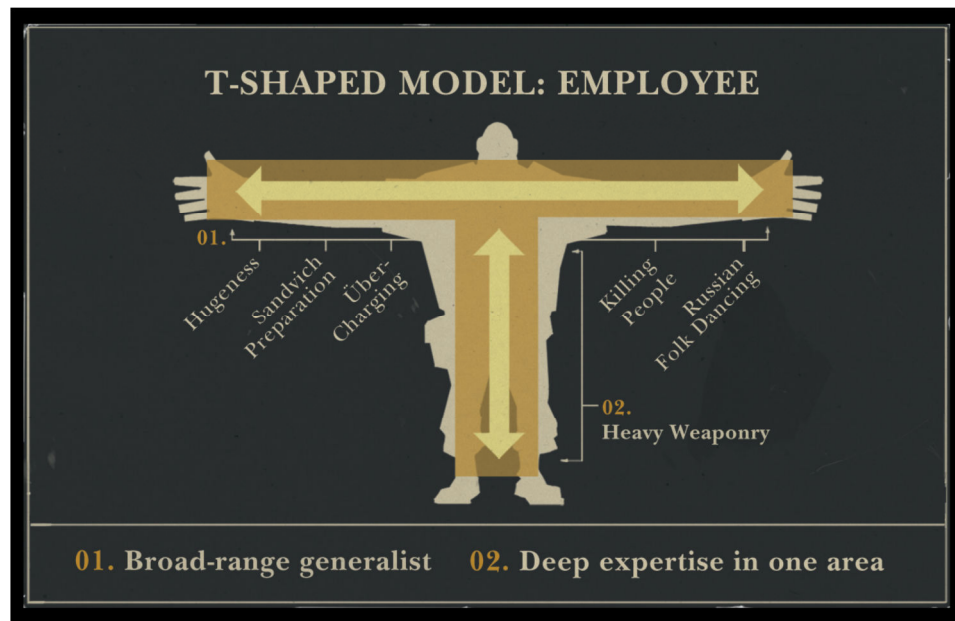 T-SHAPED MODEL: EMPLOYEE
01.
Hugeness
Sandvich
Preparation
Über-
Charging
Killing
People
Russian
Folk Dancing
02.
Heavy Weaponry
01. Broad-range generalist 02. Deep expertise in one area